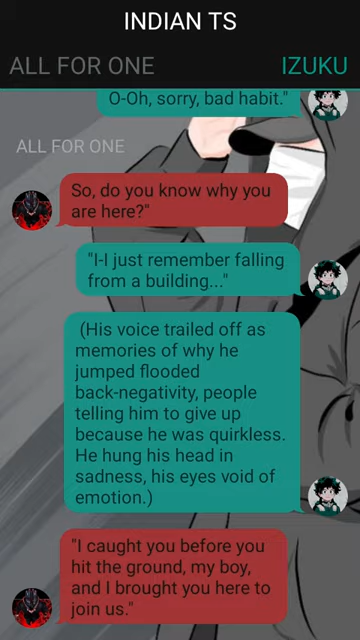 INDIAN TS
ALL FOR ONE IZUKU
O-Oh, sorry, bad habit."
ALL FOR ONE
So, do you know why you
are here?"
"I-I just remember falling
from a building..."
(His voice trailed off as
memories of why he
jumped flooded
back-negativity, people
telling him to give up
because he was quirkless.
He hung his head in
sadness, his eyes void of
emotion.)
"I caught you before you
hit the ground, my boy,
and I brought you here to
join us."